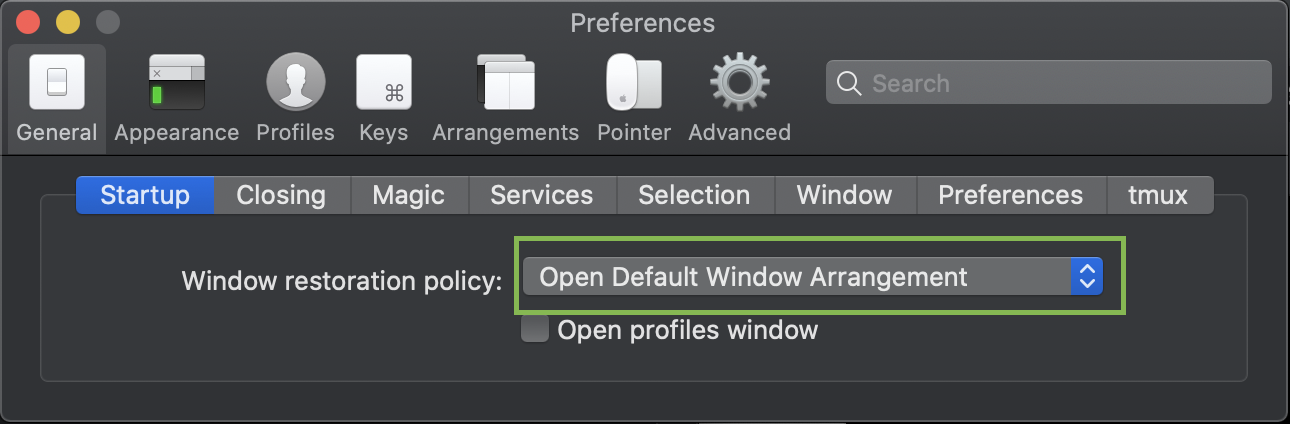 Preferences
General Appearance Profiles Keys Arrangements Pointer Advanced
Search
Startup Closing Magic Services Selection Window Preferences tmux
Window restoration policy: Open Default Window Arrangement
Open profiles window